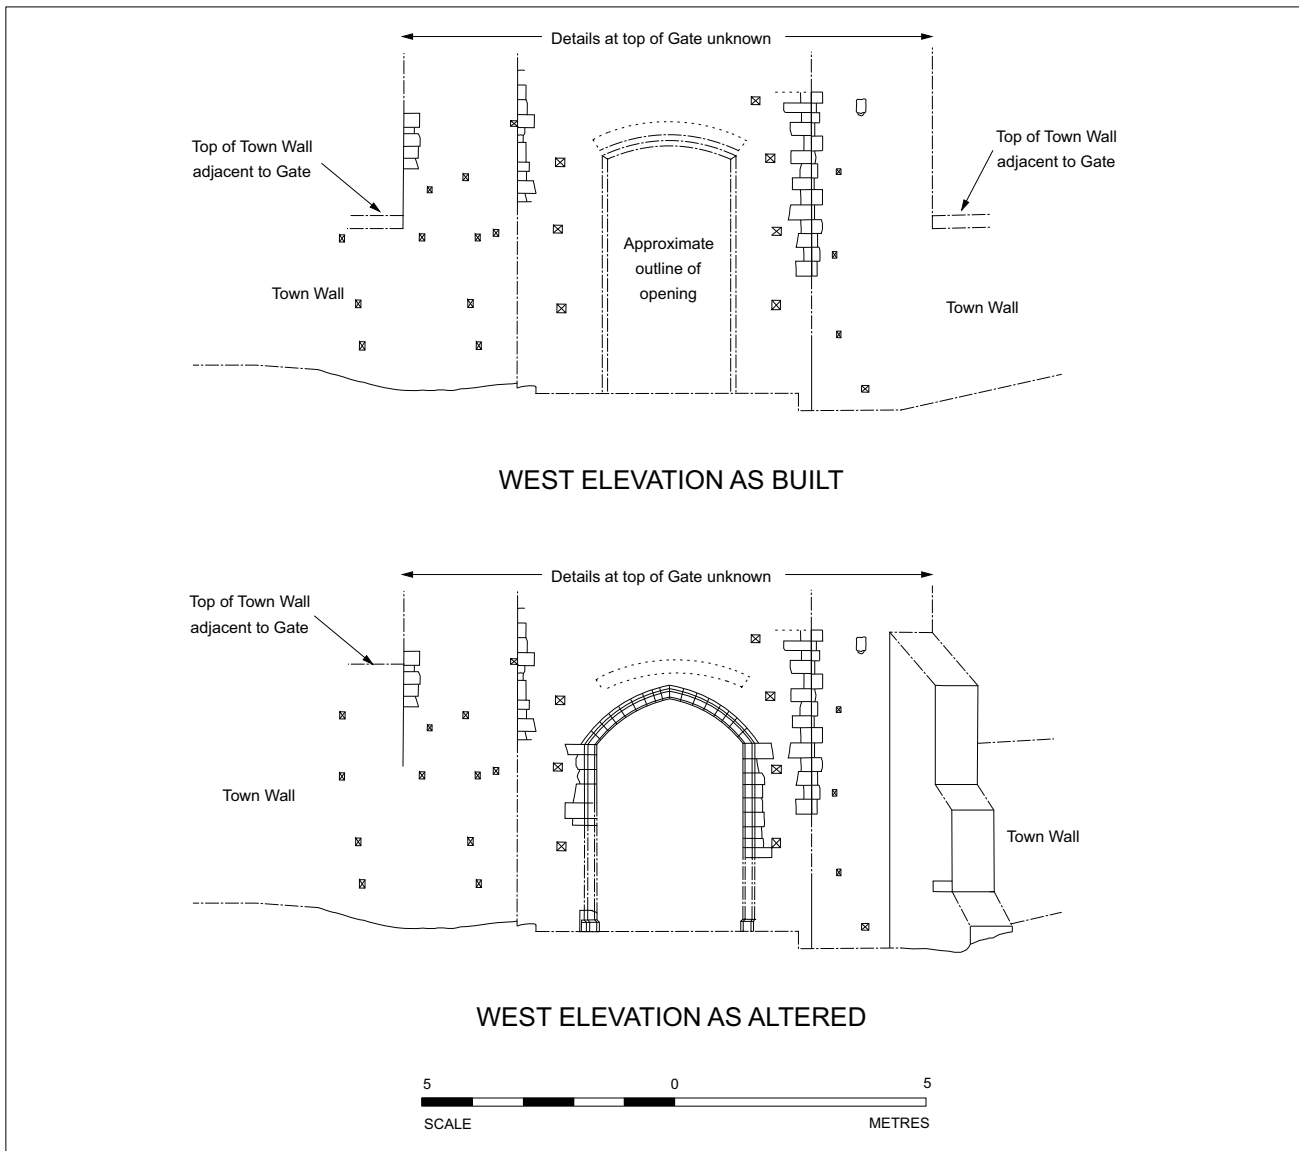 Details at top of Gate unknown
Top of Town Wall
adjacent to Gate
Top of Town Wall
adjacent to Gate
Approximate
outline of
opening
Town Wall
Town Wall
WEST ELEVATION AS BUILT
Details at top of Gate unknown
Top of Town Wall
adjacent to Gate
Town Wall
Town Wall
WEST ELEVATION AS ALTERED
5 0 5
SCALE METRES